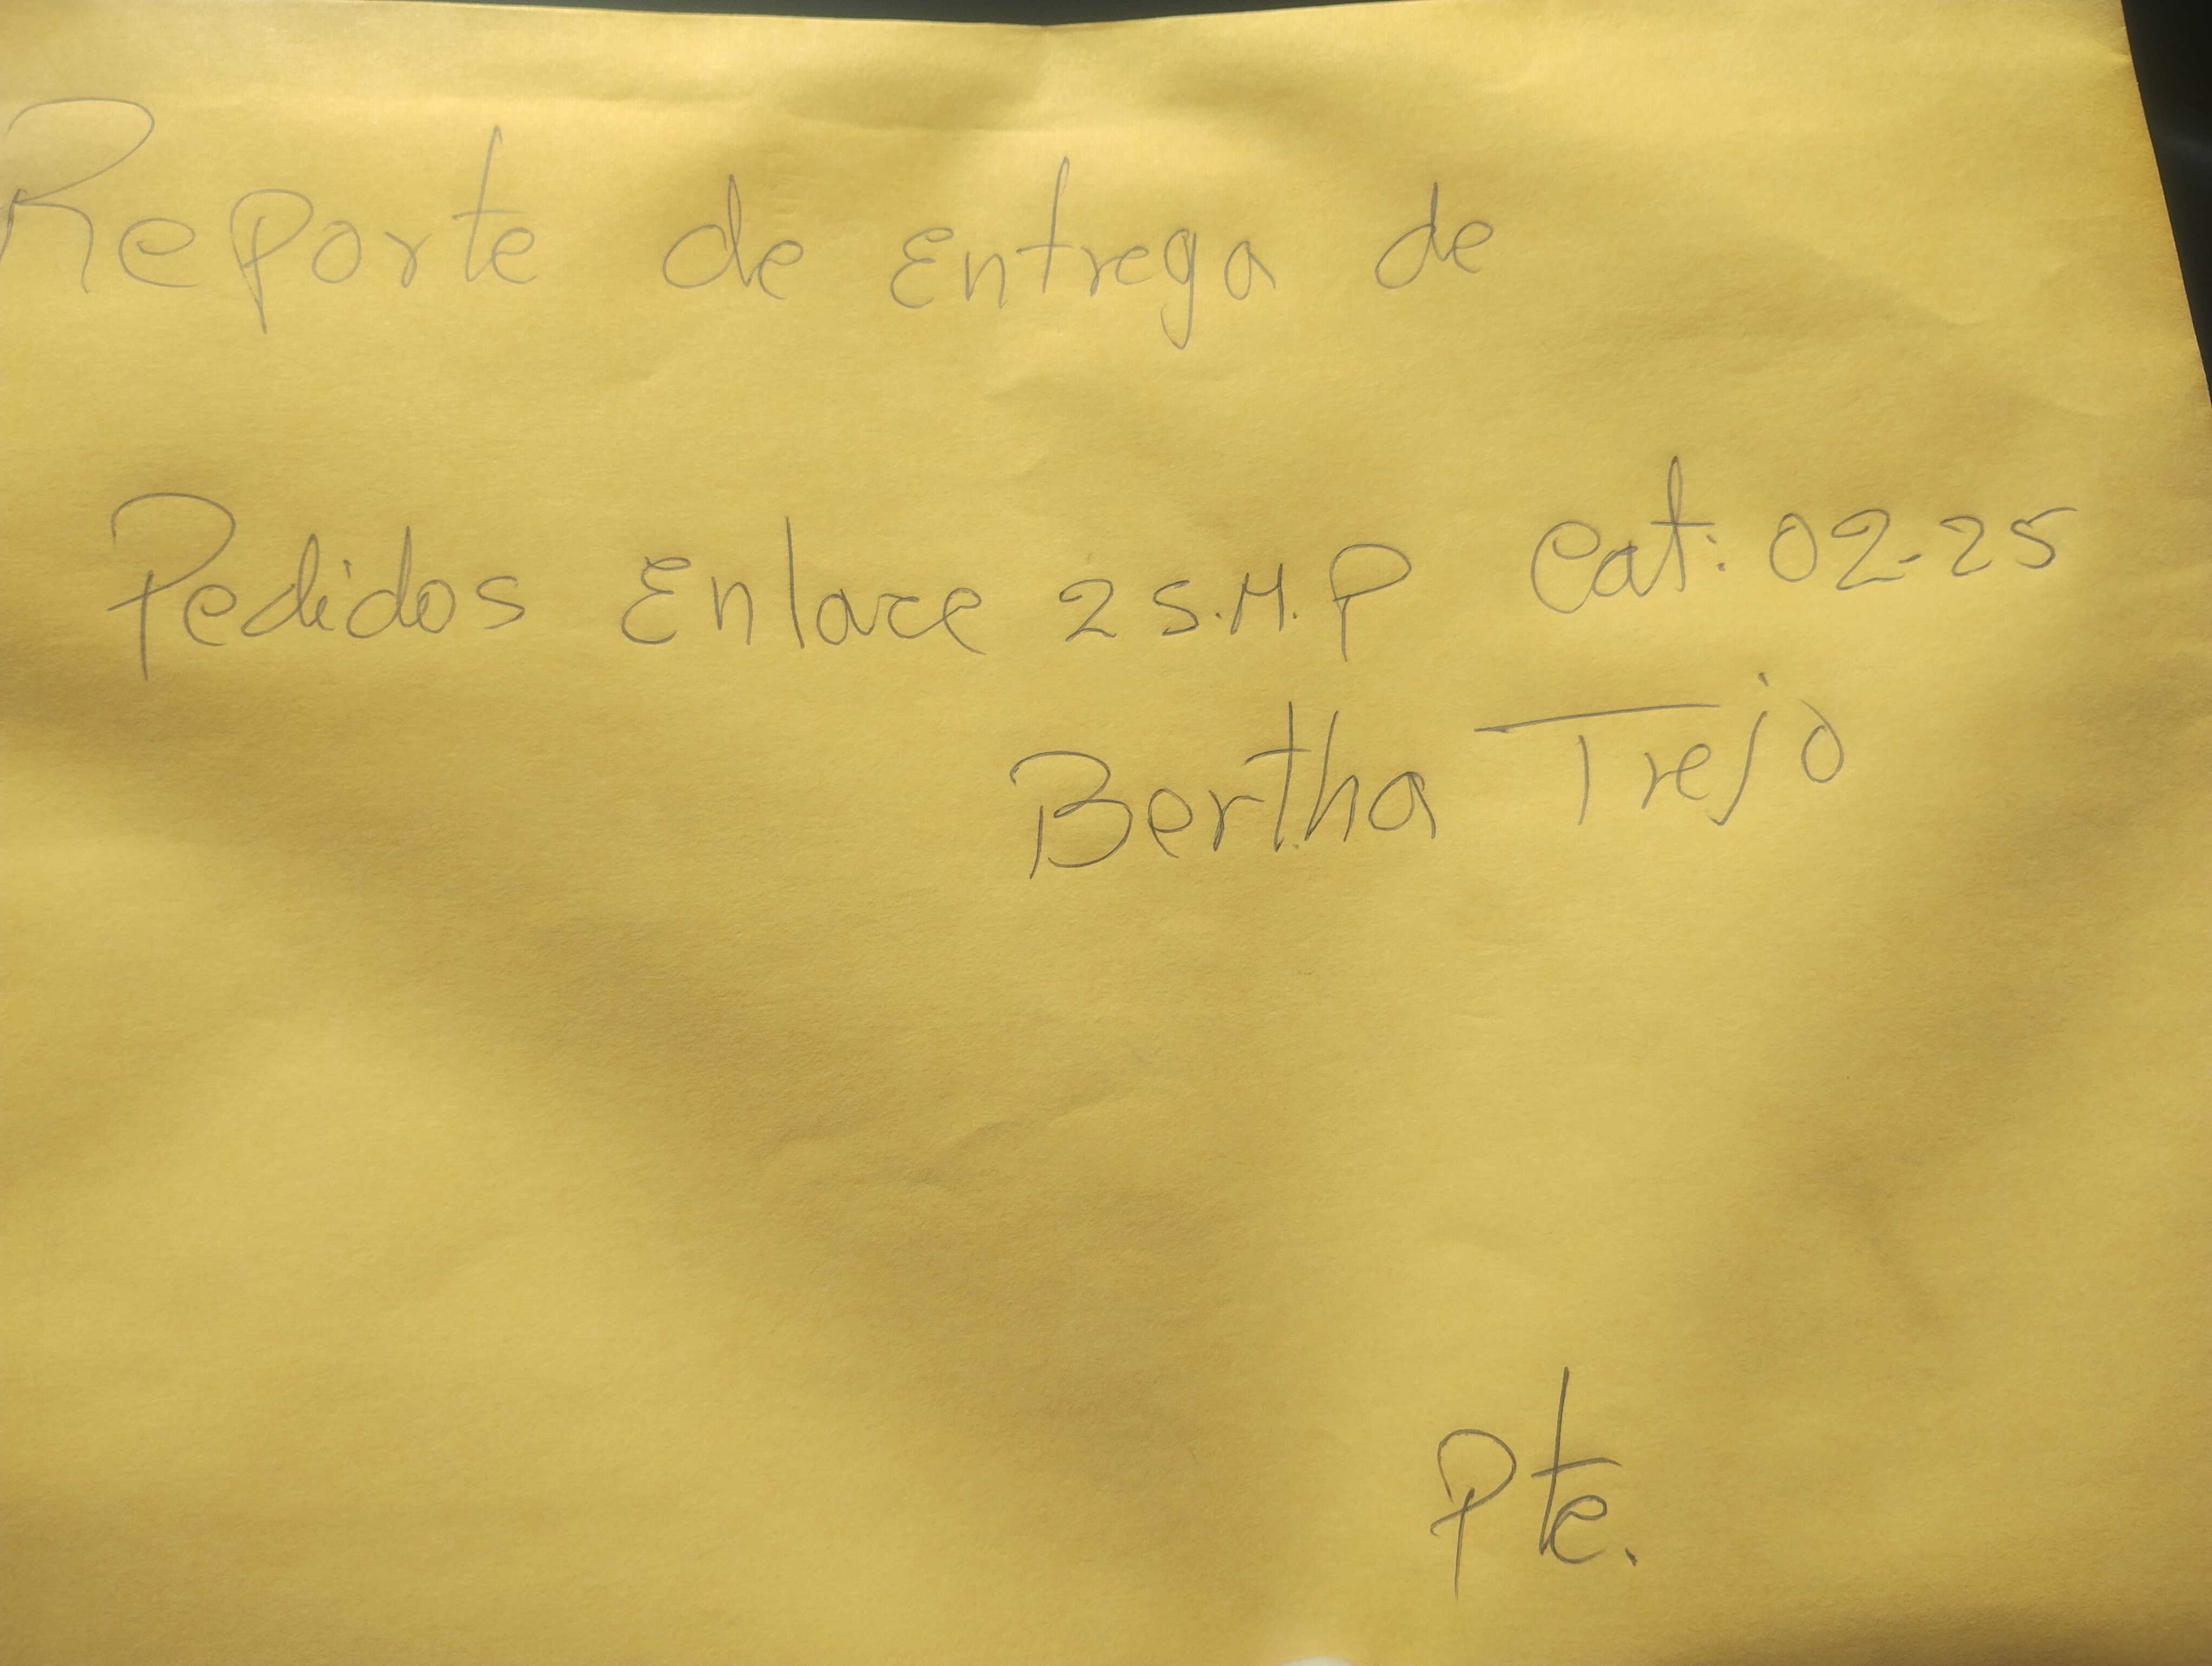 Reporte de Entrega de
Pedidos Enlace 2 S.M.P Cat: 02-25
Bertha Trejo
Pte.